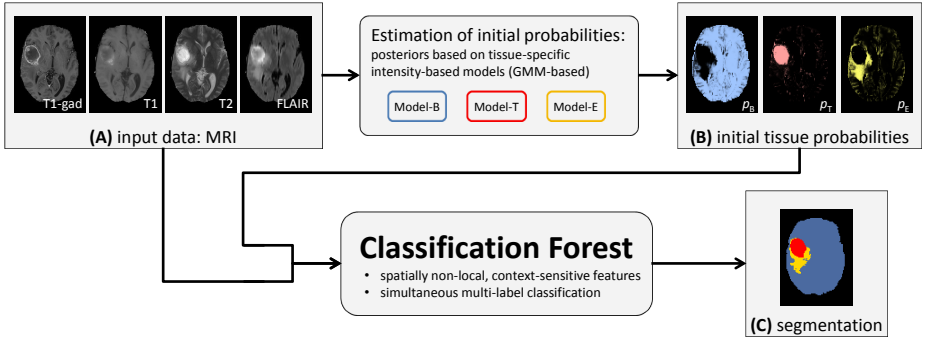 T1-gad
T1
T2
FLAIR
(A) input data: MRI
Estimation of initial probabilities:
posteriors based on tissue-specific
intensity-based models (GMM-based)
Model-B
Model-T
Model-E
pB
pT
pE
(B) initial tissue probabilities
Classification Forest
• spatially non-local, context-sensitive features
• simultaneous multi-label classification
(C) segmentation